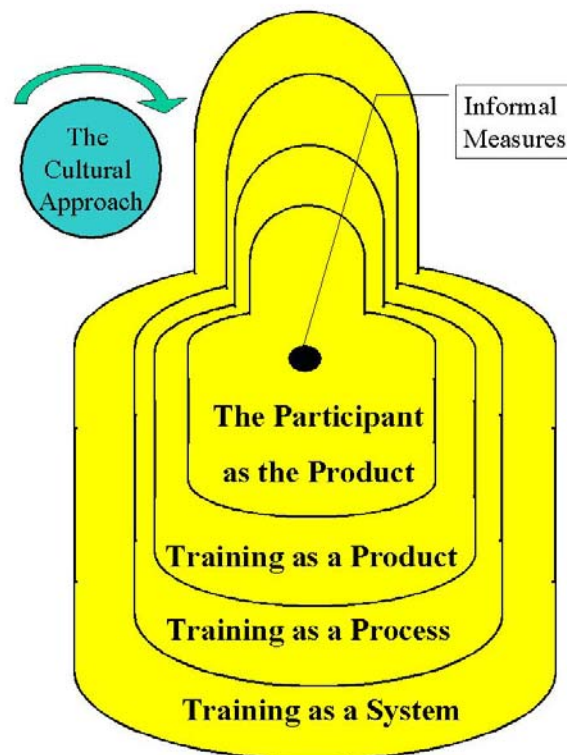 The
Cultural
Approach
Informal
Measures
The Participant
as the Product
Training as a Product
Training as a Process
Training as a System